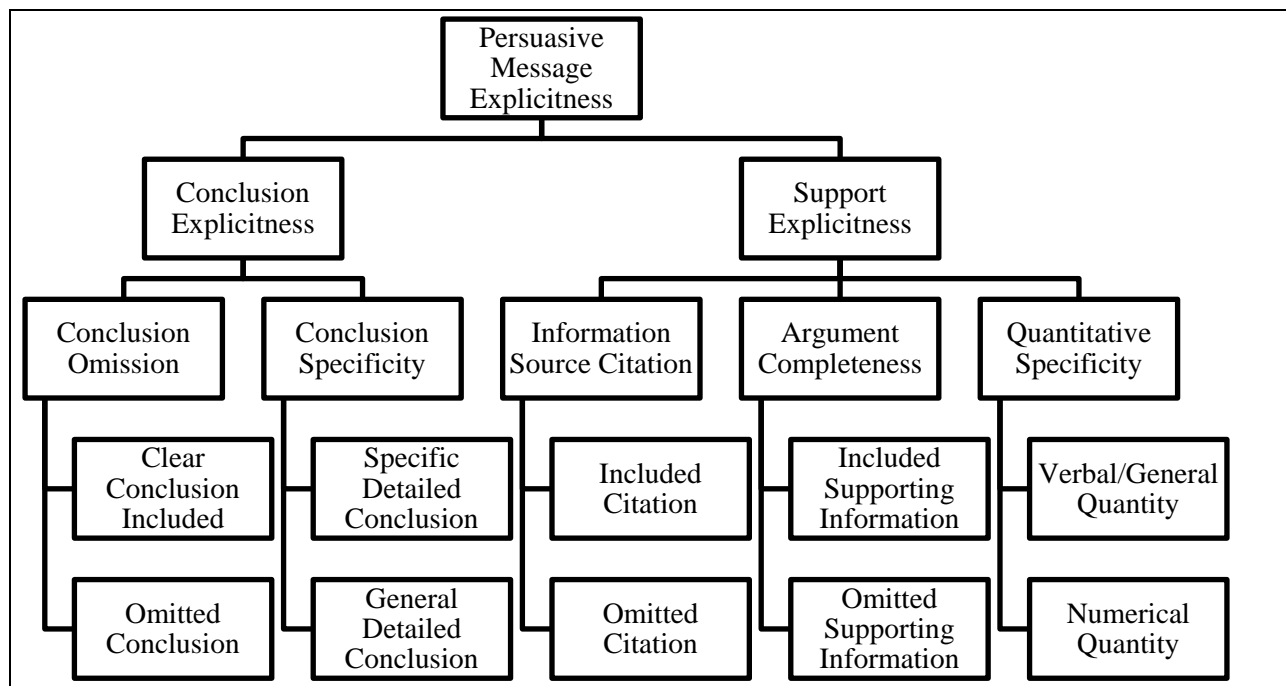 Persuasive
Message
Explicitness
Conclusion
Explicitness
Support
Explicitness
Conclusion
Omission
Conclusion
Specificity
Information
Source Citation
Argument
Completeness
Quantitative
Specificity
Clear
Conclusion
Included
Specific
Detailed
Conclusion
Included
Citation
Included
Supporting
Information
Verbal/General
Quantity
Omitted
Conclusion
General
Detailed
Conclusion
Omitted
Citation
Omitted
Supporting
Information
Numerical
Quantity